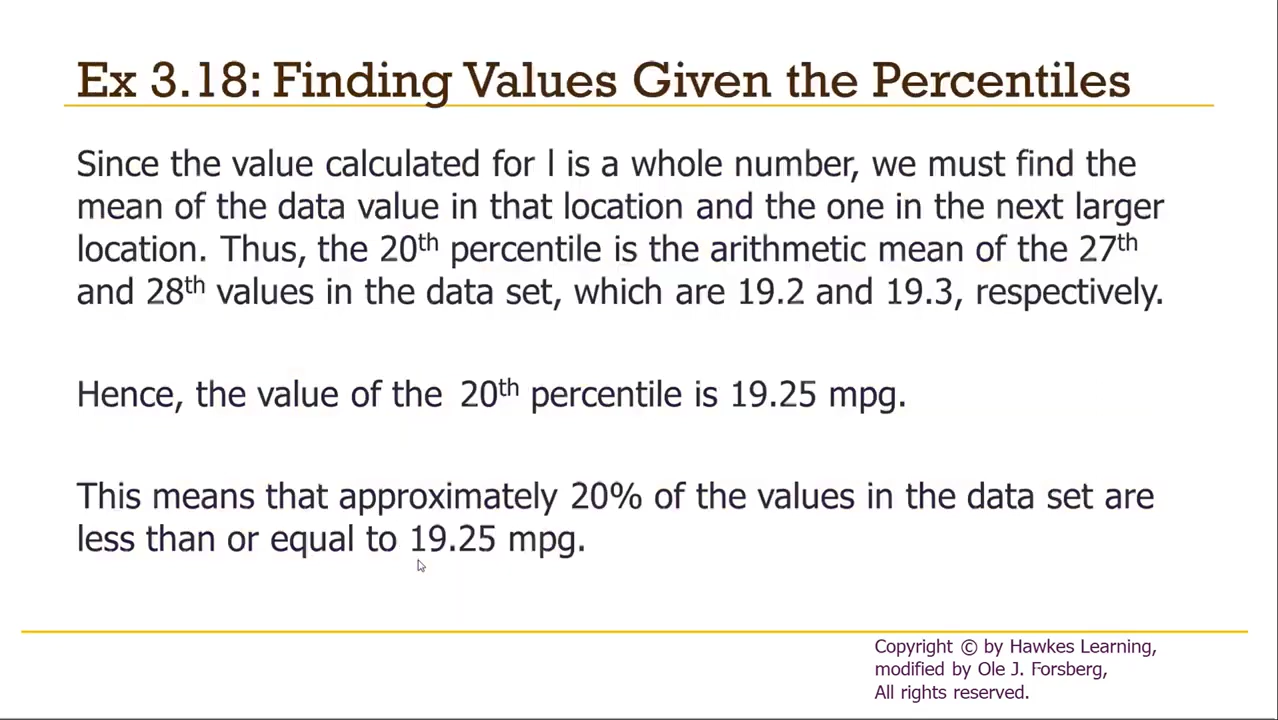 Ex 3.18: Finding Values Given the Percentiles
Since the value calculated for l is a whole number, we must find the
mean of the data value in that location and the one in the next larger
location. Thus, the 20th percentile is the arithmetic mean of the 27th
and 28th values in the data set, which are 19.2 and 19.3, respectively.
Hence, the value of the 20th percentile is 19.25 mpg.
This means that approximately 20% of the values in the data set are
less than or equal to 19.25 mpg.
Copyright © by Hawkes Learning,
modified by Ole J. Forsberg,
All rights reserved.